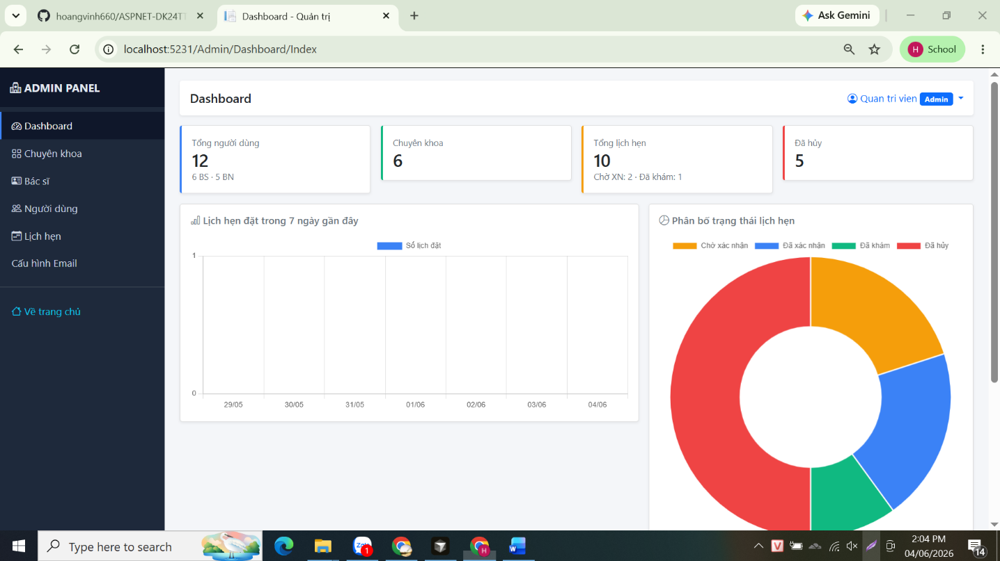 hoangvinh660/ASPNET-DK24TT
Dashboard - Quản trị
Ask Gemini
localhost:5231/Admin/Dashboard/Index
H School
ADMIN PANEL
Dashboard
Chuyên khoa
Bác sĩ
Người dùng
Lịch hẹn
Cấu hình Email
Về trang chủ
Dashboard
Quan tri vien Admin
Tổng người dùng
12
6 BS · 5 BN
Chuyên khoa
6
Tổng lịch hẹn
10
Chờ XN: 2 · Đã khám: 1
Đã hủy
5
Lịch hẹn đặt trong 7 ngày gần đây
Số lịch đặt
1
0
29/05 30/05 31/05 01/06 02/06 03/06 04/06
Phân bố trạng thái lịch hẹn
Chờ xác nhận Đã xác nhận Đã khám Đã hủy
Type here to search
Zalo
1
H
W
V
2:04 PM
04/06/2026
14